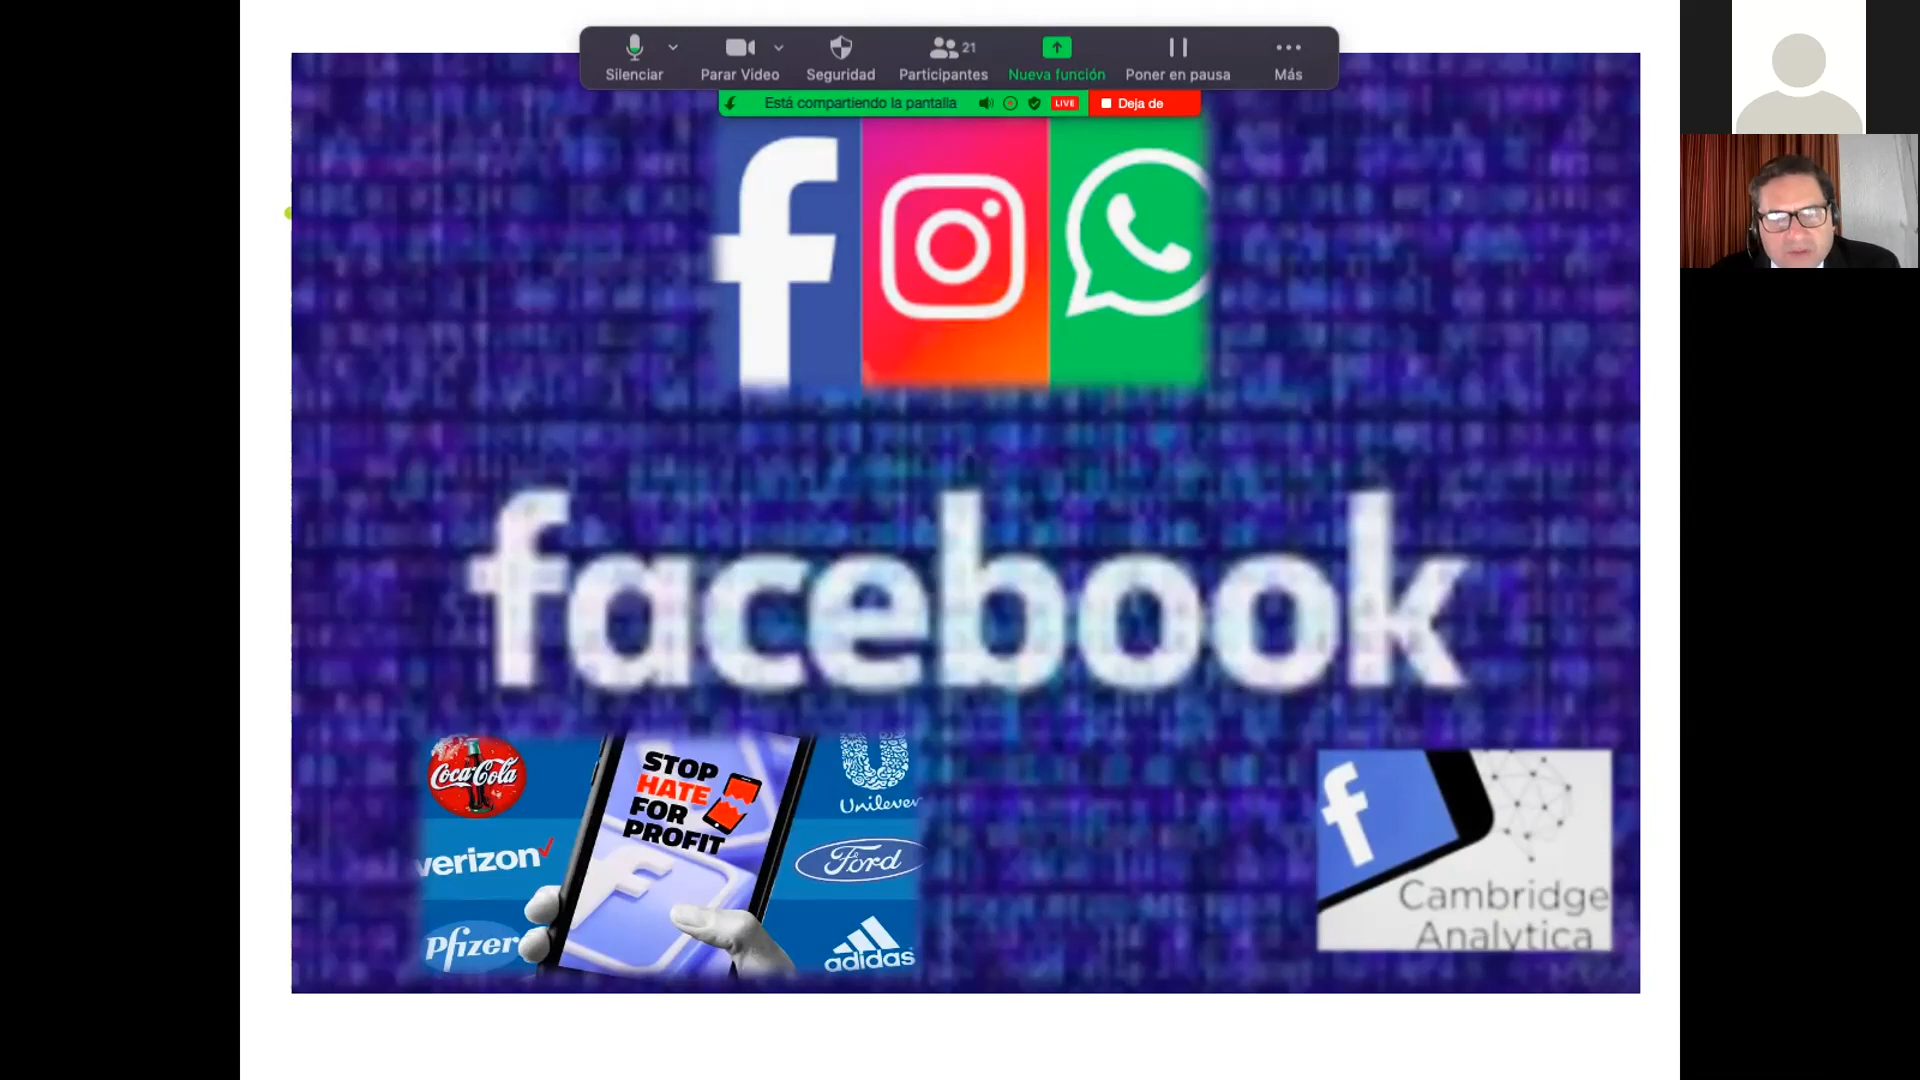 Silenciar
Parar Video
Seguridad
21
Participantes
Nueva función
Poner en pausa
Más
Está compartiendo la pantalla
LIVE
Deja de
facebook
Coca-Cola
verizon
pfizer
STOP
HATE
FOR
PROFIT
Unilever
Ford
adidas
Cambridge
Analytica